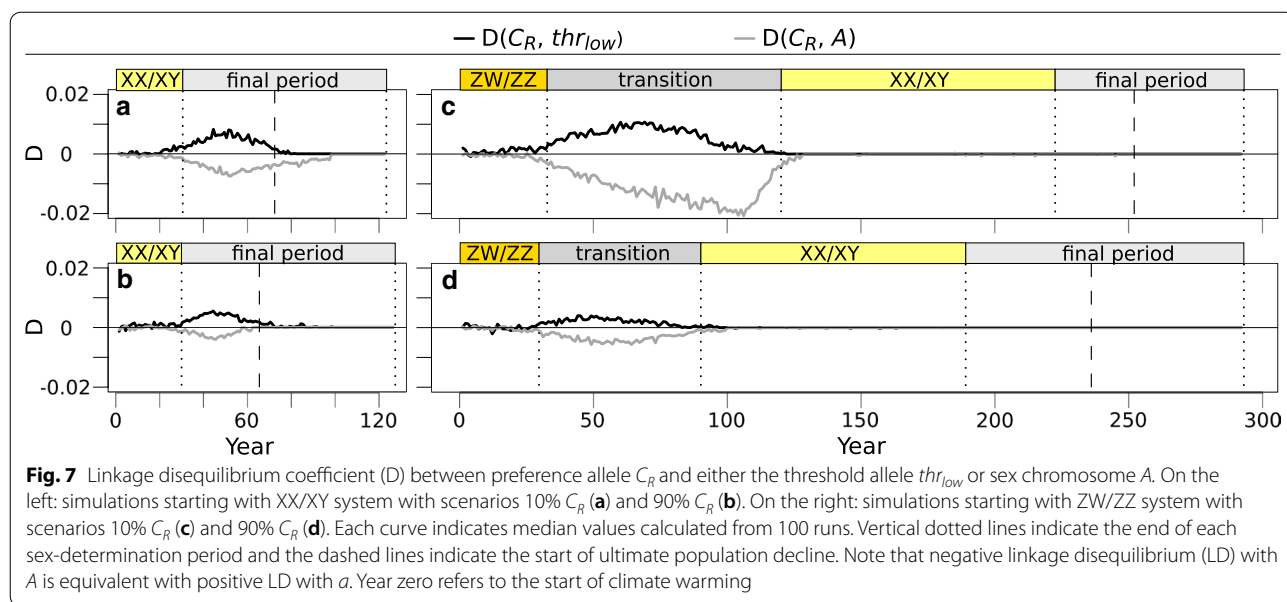 D(C_R, thr_low) D(C_R, A)
XX/XY final period ZW/ZZ transition XX/XY final period
0.02 a c
D 0
-0.02
XX/XY final period ZW/ZZ transition XX/XY final period
0.02 b d
D 0
-0.02
0 60 120 0 50 100 150 200 250 300
Year Year
Fig. 7 Linkage disequilibrium coefficient (D) between preference allele C_R and either the threshold allele thr_low or sex chromosome A. On the
left: simulations starting with XX/XY system with scenarios 10% C_R (a) and 90% C_R (b). On the right: simulations starting with ZW/ZZ system with
scenarios 10% C_R (c) and 90% C_R (d). Each curve indicates median values calculated from 100 runs. Vertical dotted lines indicate the end of each
sex-determination period and the dashed lines indicate the start of ultimate population decline. Note that negative linkage disequilibrium (LD) with
A is equivalent with positive LD with a. Year zero refers to the start of climate warming